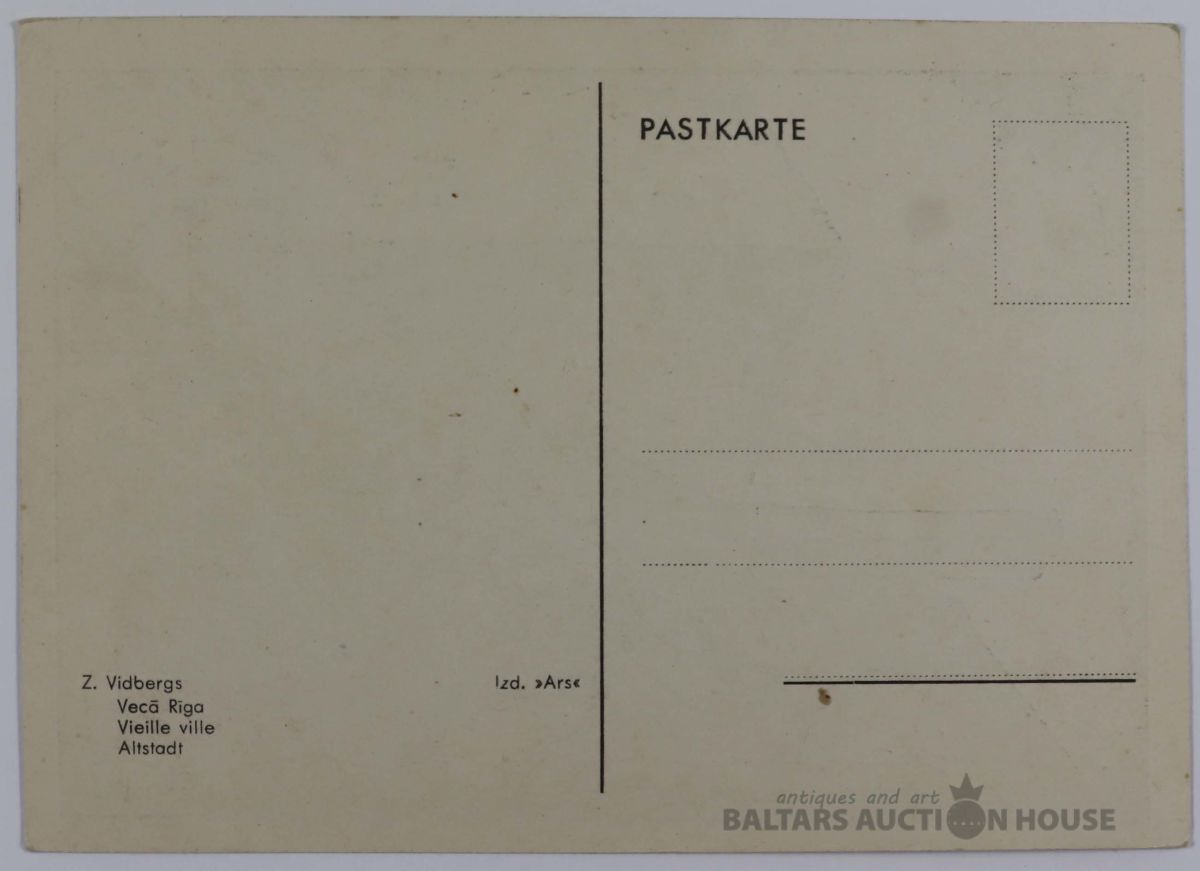 PASTKARTE
Z. Vidbergs
Vecā Rīga
Vieille ville
Altstadt
Izd. »Ars«
antiques and art
BALTARS AUCTION HOUSE